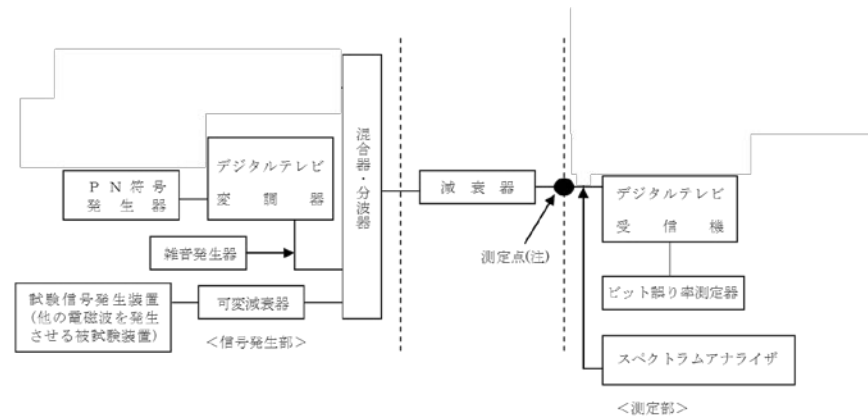 デジタルテレビ
変調器
PN符号
発生器
雑音発生器
試験信号発生装置
(他の電磁波を発生
させる被試験装置)
可変減衰器
<信号発生部>
混合器・分波器
減衰器
測定点(注)
デジタルテレビ
受信機
ビット誤り率測定器
スペクトラムアナライザ
<測定部>